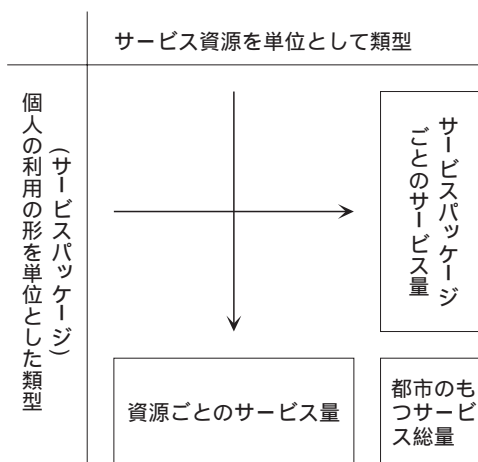 サービス資源を単位として類型
個人の利用の形を単位とした類型
(サービスパッケージ)
サービスパッケージ
ごとのサービス量
資源ごとのサービス量
都市のも
つサービ
ス総量